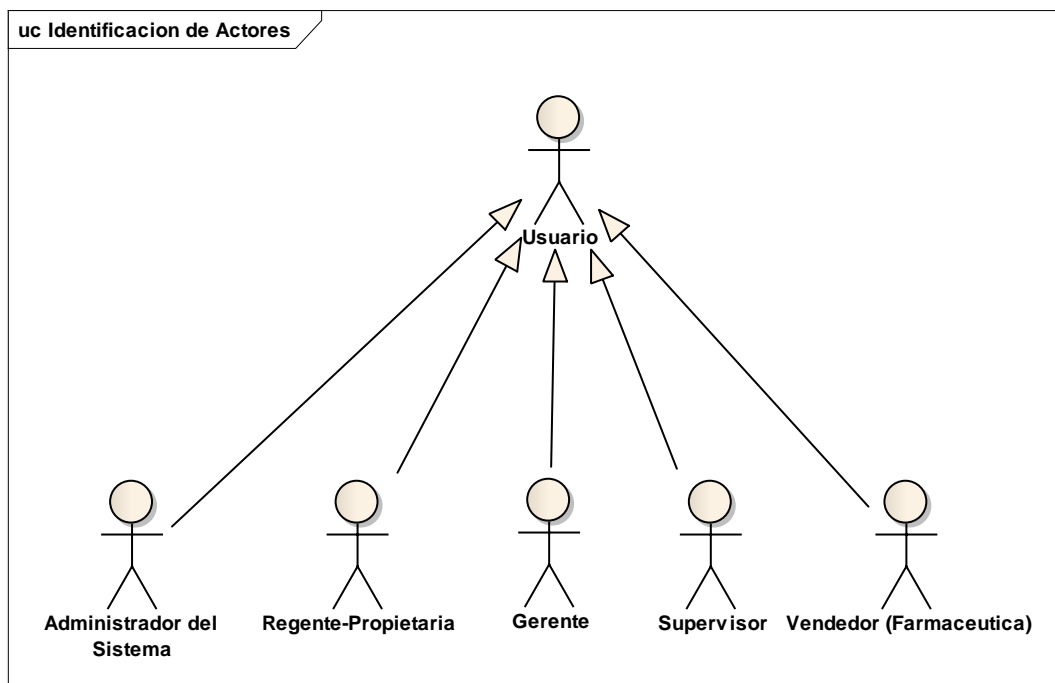 uc Identificacion de Actores
Usuario
Administrador del
Sistema
Regente-Propietaria
Gerente
Supervisor
Vendedor (Farmaceutica)